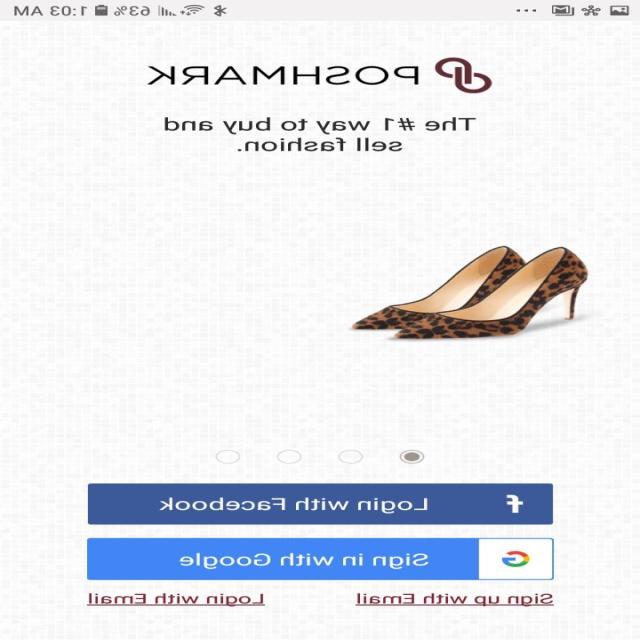 63% 1:03 AM
POSHMARK
The #1 way to buy and
sell fashion.
Login with Facebook
Sign in with Google
Sign up with Email Login with Email